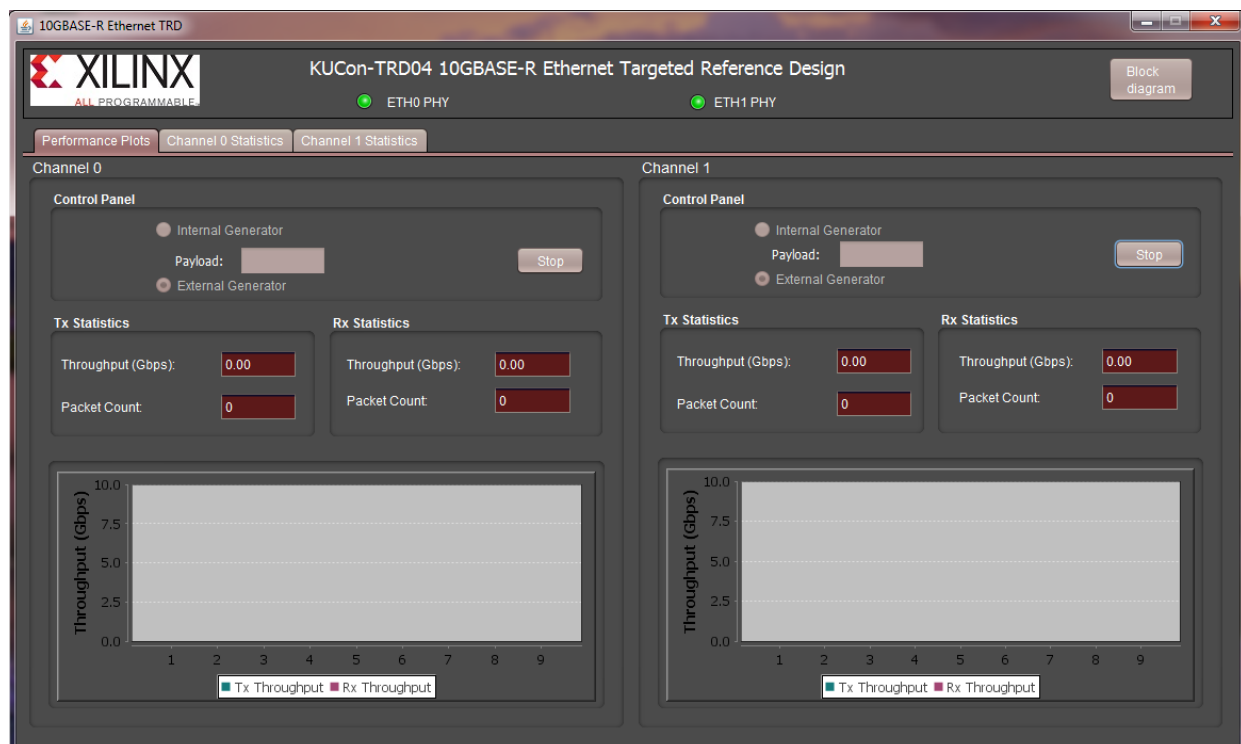 10GBASE-R Ethernet TRD
XILINX
ALL PROGRAMMABLE™
KUCon-TRD04 10GBASE-R Ethernet Targeted Reference Design
ETH0 PHY
ETH1 PHY
Block
diagram
Performance Plots
Channel 0 Statistics
Channel 1 Statistics
Channel 0
Control Panel
Internal Generator
Payload:
Stop
External Generator
Tx Statistics
Throughput (Gbps):
0.00
Packet Count:
0
Rx Statistics
Throughput (Gbps):
0.00
Packet Count:
0
Throughput (Gbps)
10.0
7.5
5.0
2.5
0.0
1 2 3 4 5 6 7 8 9
Tx Throughput Rx Throughput
Channel 1
Control Panel
Internal Generator
Payload:
Stop
External Generator
Tx Statistics
Throughput (Gbps):
0.00
Packet Count:
0
Rx Statistics
Throughput (Gbps):
0.00
Packet Count:
0
Throughput (Gbps)
10.0
7.5
5.0
2.5
0.0
1 2 3 4 5 6 7 8 9
Tx Throughput Rx Throughput